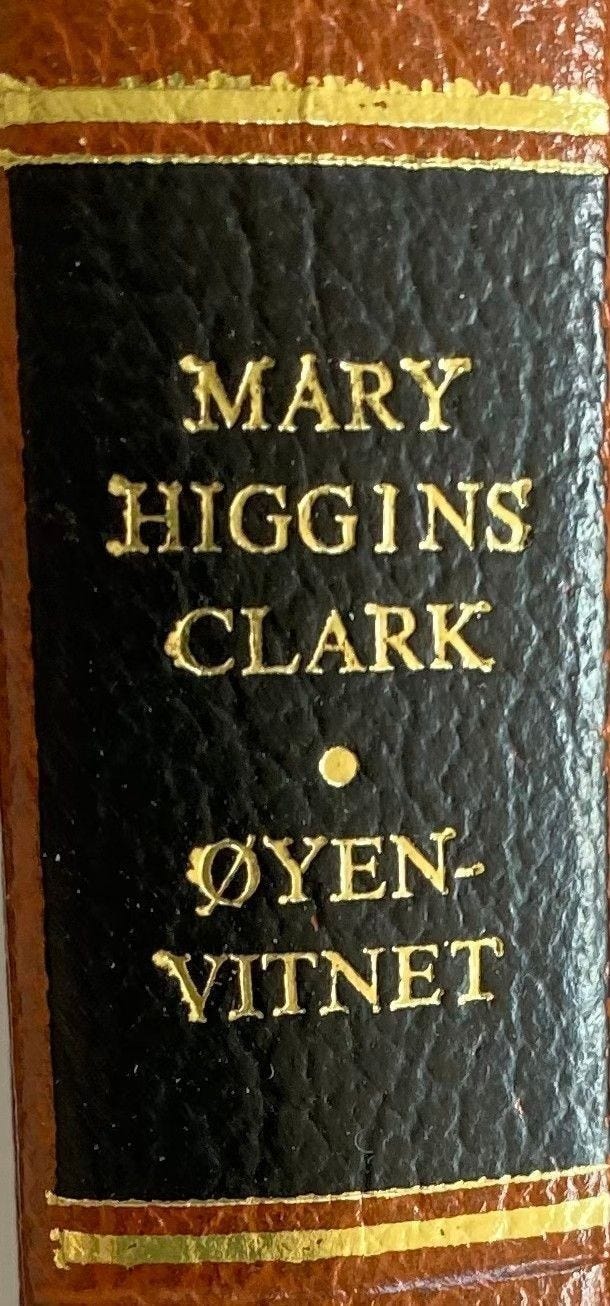 MARY
HIGGINS
CLARK
•
ØYEN-
VITNET